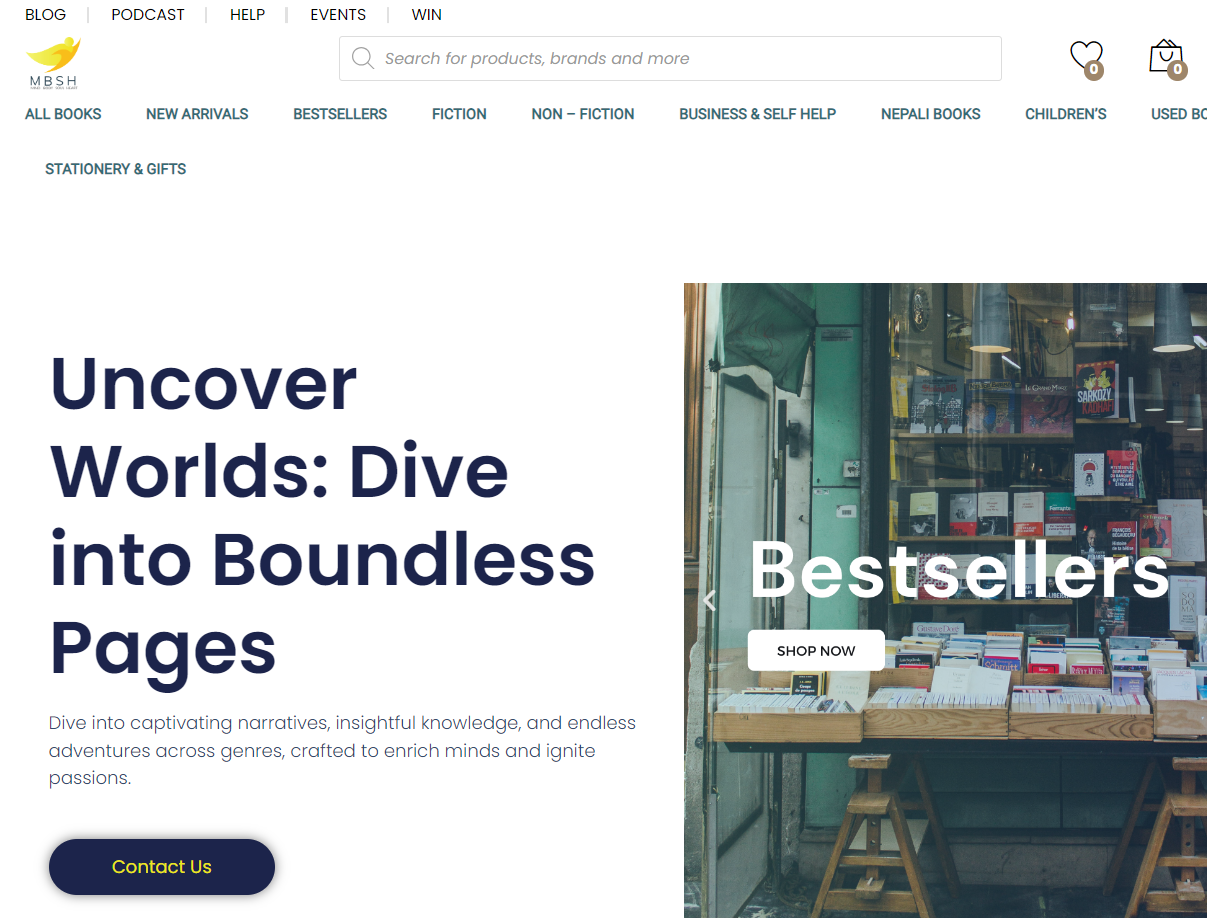 BLOG
PODCAST
HELP
EVENTS
WIN
MBSH
Search for products, brands and more
0
0
ALL BOOKS
NEW ARRIVALS
BESTSELLERS
FICTION
NON – FICTION
BUSINESS & SELF HELP
NEPALI BOOKS
CHILDREN'S
USED BO
STATIONERY & GIFTS
Uncover
Worlds: Dive
into Boundless
Pages
Dive into captivating narratives, insightful knowledge, and endless
adventures across genres, crafted to enrich minds and ignite
passions.
Contact Us
SARKOZY
KADHAFI
Bestsellers
SHOP NOW